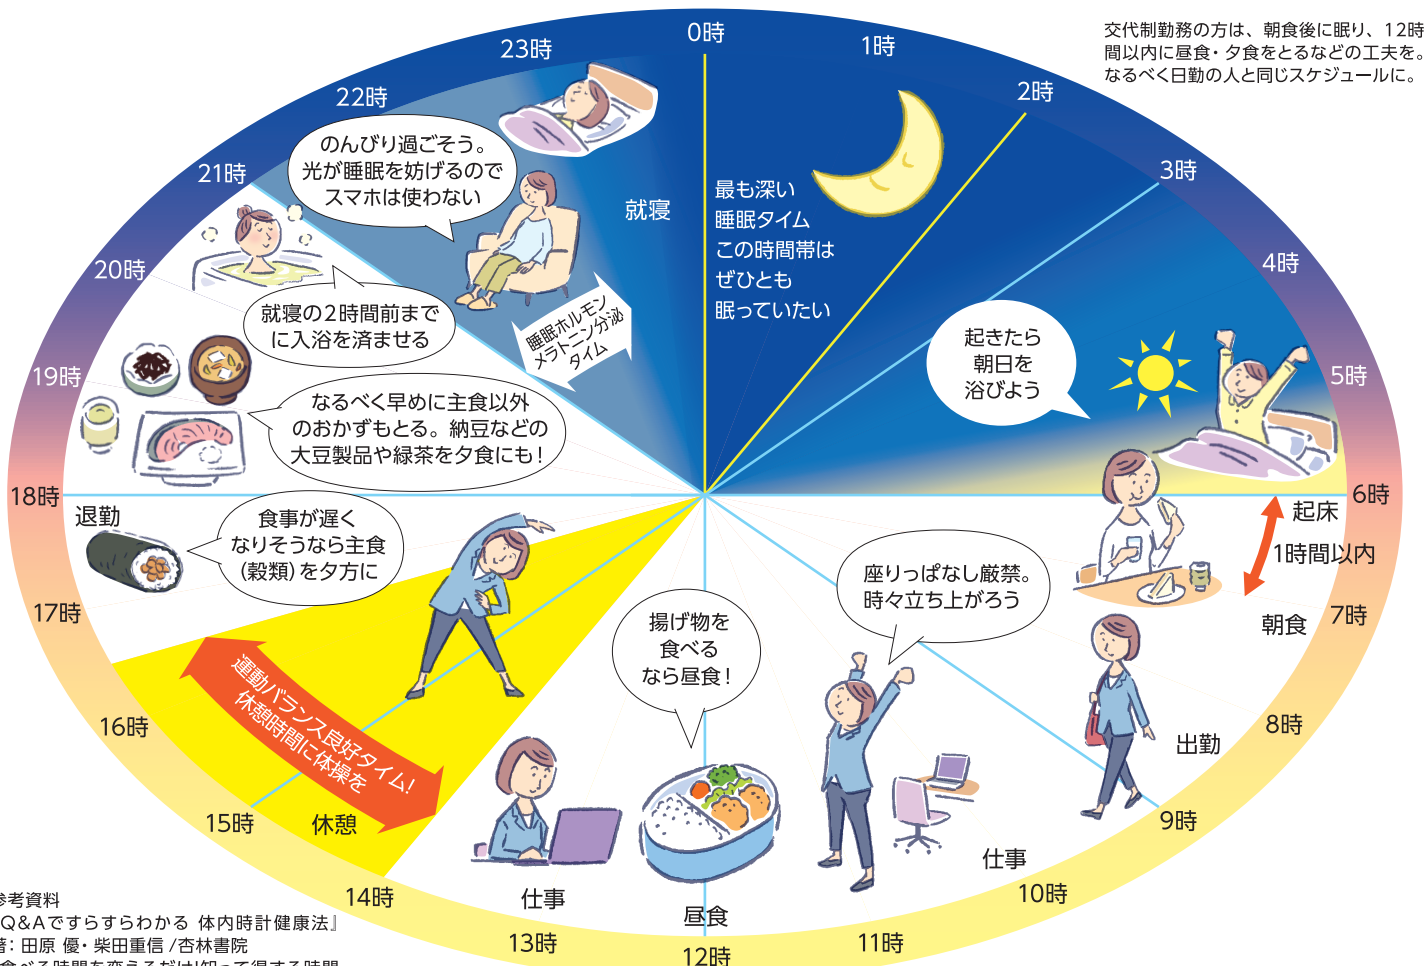 交代制勤務の方は、朝食後に眠り、12時
間以内に昼食・夕食をとるなどの工夫を。
なるべく日勤の人と同じスケジュールに。
0時
1時
2時
3時
4時
5時
6時
7時
8時
9時
10時
11時
12時
13時
14時
15時
16時
17時
18時
19時
20時
21時
22時
23時
最も深い
睡眠タイム
この時間帯は
ぜひとも
眠っていたい
起きたら
朝日を
浴びよう
起床
1時間以内
朝食
出勤
座りっぱなし厳禁。
時々立ち上がろう
仕事
揚げ物を
食べる
なら昼食!
昼食
仕事
休憩
運動バランス良好タイム!
休憩時間に体操を
退勤
食事が遅く
なりそうなら主食
(穀類)を夕方に
なるべく早めに主食以外
のおかずもとる。納豆などの
大豆製品や緑茶を夕食にも!
就寝の2時間前まで
に入浴を済ませる
のんびり過ごそう。
光が睡眠を妨げるので
スマホは使わない
睡眠ホルモン
メラトニン分泌
タイム
就寝
参考資料
Q&Aですらすらわかる 体内時計健康法』
著：田原 優・柴田重信/杏林書院
食べる時間を変えるだけ!知って得する時間